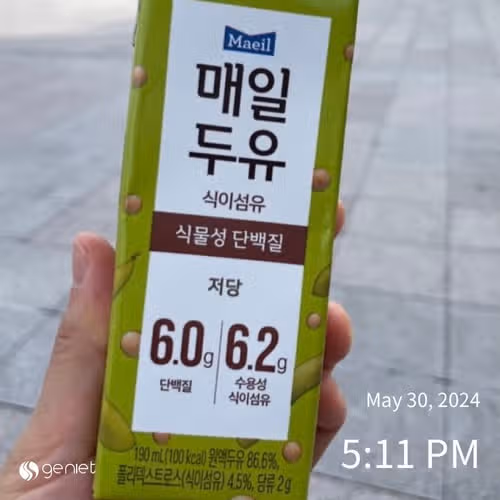 Maeil
매일
두유
식이섬유
식물성 단백질
저당
6.0g 6.2g
단백질 수용성
식이섬유
190 mL(100 kcal) 원액두유 86.6%,
폴리덱스트로스(식이섬유) 4.5%, 당류 2g
May 30, 2024
5:11 PM
geniet